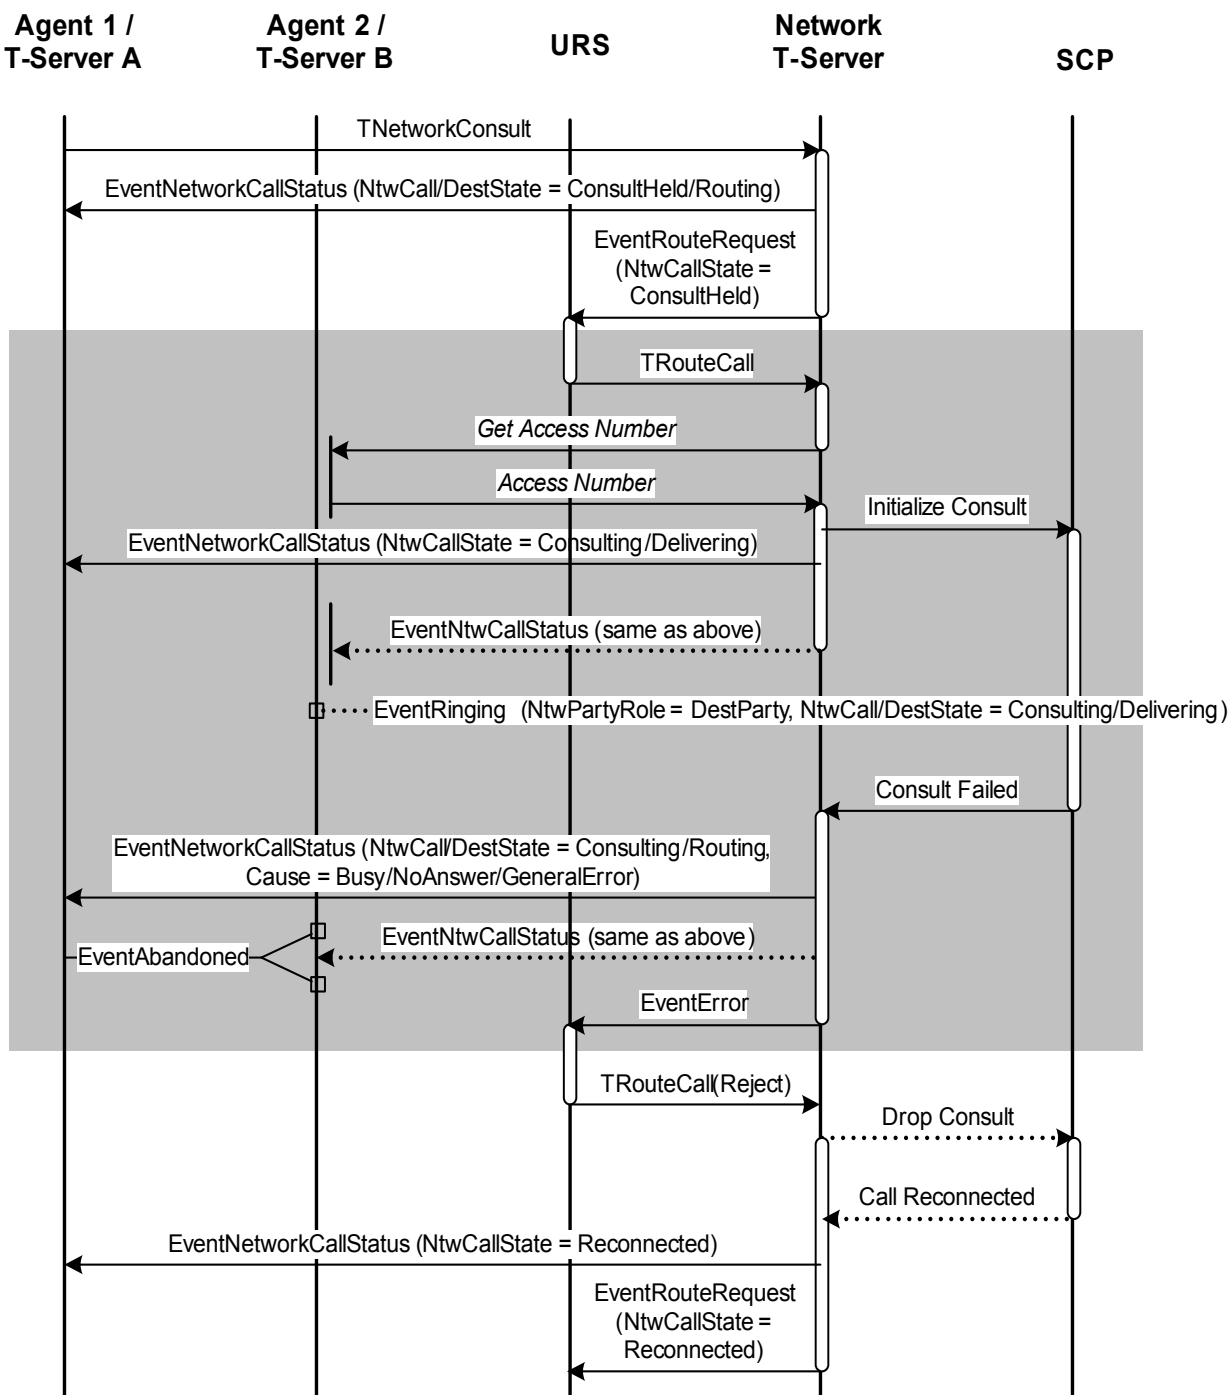 Agent 1 /
T-Server A
Agent 2 /
T-Server B
URS
Network
T-Server
SCP
TNetworkConsult
EventNetworkCallStatus (NtwCall/DestState = ConsultHeld/Routing)
EventRouteRequest
(NtwCallState =
ConsultHeld)
TRouteCall
Get Access Number
Access Number
Initialize Consult
EventNetworkCallStatus (NtwCallState = Consulting/Delivering)
EventNtwCallStatus (same as above)
EventRinging (NtwPartyRole = DestParty, NtwCall/DestState = Consulting/Delivering)
Consult Failed
EventNetworkCallStatus (NtwCall/DestState = Consulting/Routing,
Cause = Busy/NoAnswer/GeneralError)
EventNtwCallStatus (same as above)
EventAbandoned
EventError
TRouteCall(Reject)
Drop Consult
Call Reconnected
EventNetworkCallStatus (NtwCallState = Reconnected)
EventRouteRequest
(NtwCallState =
Reconnected)